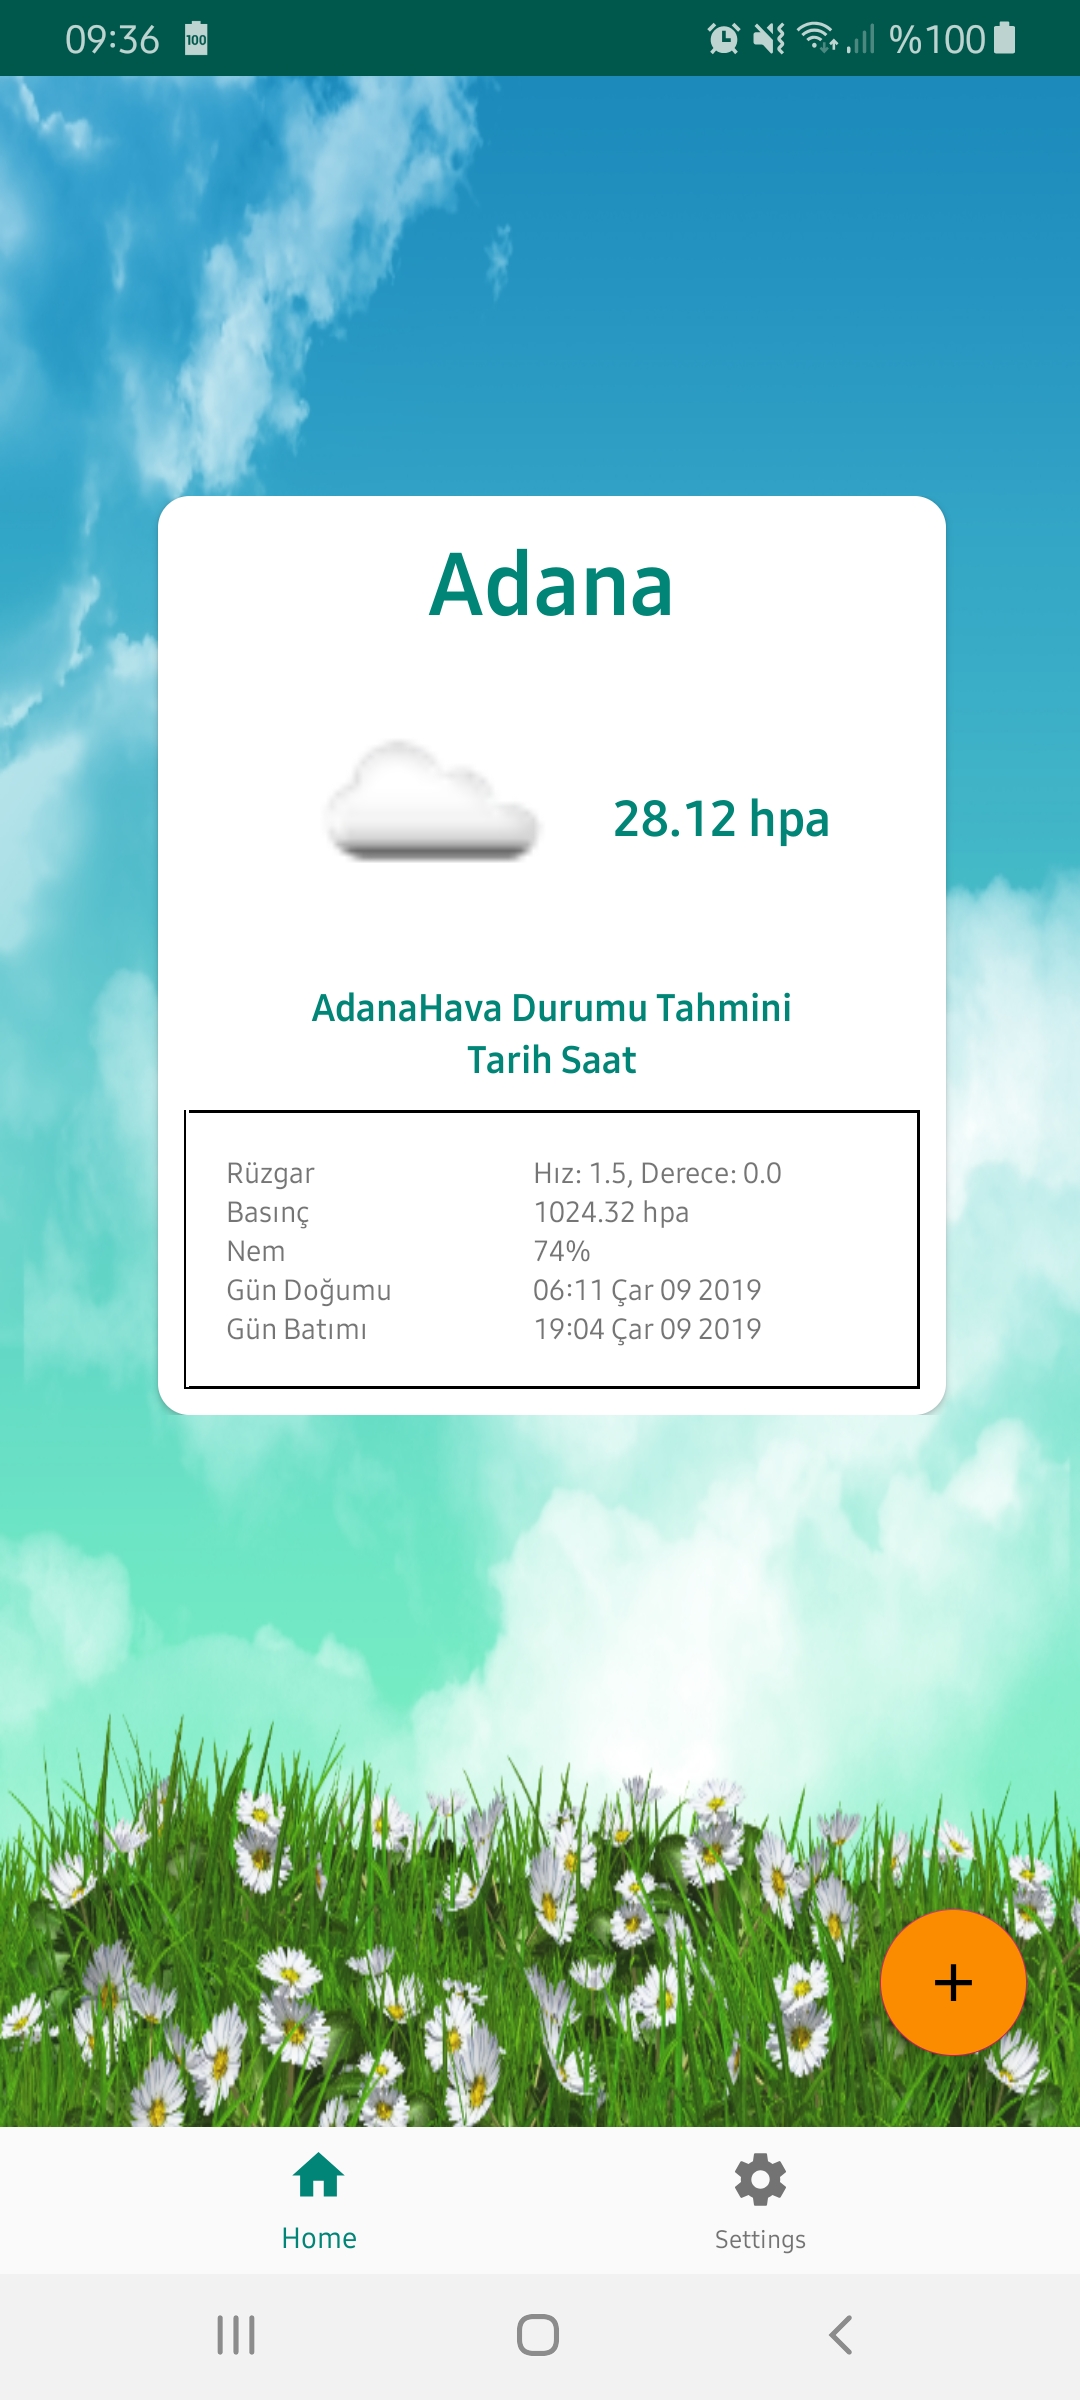 09:36 100 %100
Adana
28.12 hpa
AdanaHava Durumu Tahmini
Tarih Saat
Rüzgar Hız: 1.5, Derece: 0.0
Basınç 1024.32 hpa
Nem 74%
Gün Doğumu 06:11 Çar 09 2019
Gün Batımı 19:04 Çar 09 2019
+
Home Settings